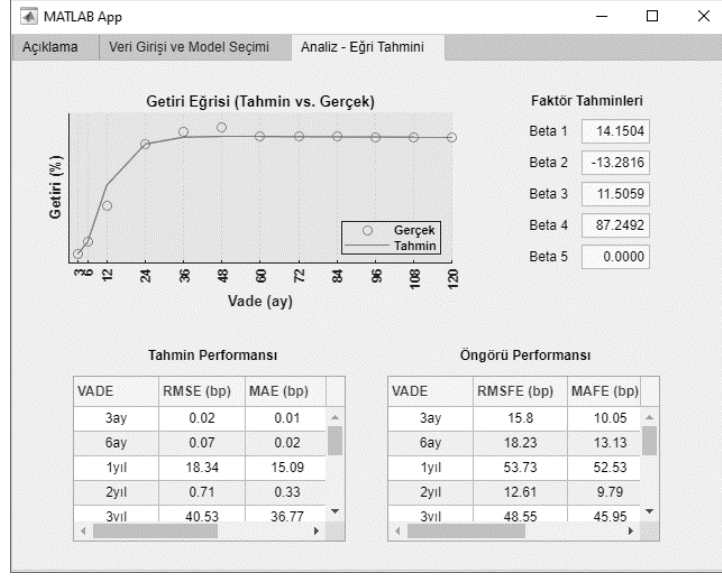 MATLAB App
Açıklama Veri Girişi ve Model Seçimi Analiz - Eğri Tahmini
Getiri Eğrisi (Tahmin vs. Gerçek)
Getiri (%)
Gerçek
Tahmin
3 6 12 24 36 48 60 72 84 96 108 120
Vade (ay)
Faktör Tahminleri
Beta 1 14.1504
Beta 2 -13.2816
Beta 3 11.5059
Beta 4 87.2492
Beta 5 0.0000
Tahmin Performansı
VADE RMSE (bp) MAE (bp)
3ay 0.02 0.01
6ay 0.07 0.02
1yıl 18.34 15.09
2yıl 0.71 0.33
3yıl 40.53 36.77
Öngörü Performansı
VADE RMSFE (bp) MAFE (bp)
3ay 15.8 10.05
6ay 18.23 13.13
1yıl 53.73 52.53
2yıl 12.61 9.79
3yıl 48.55 45.95